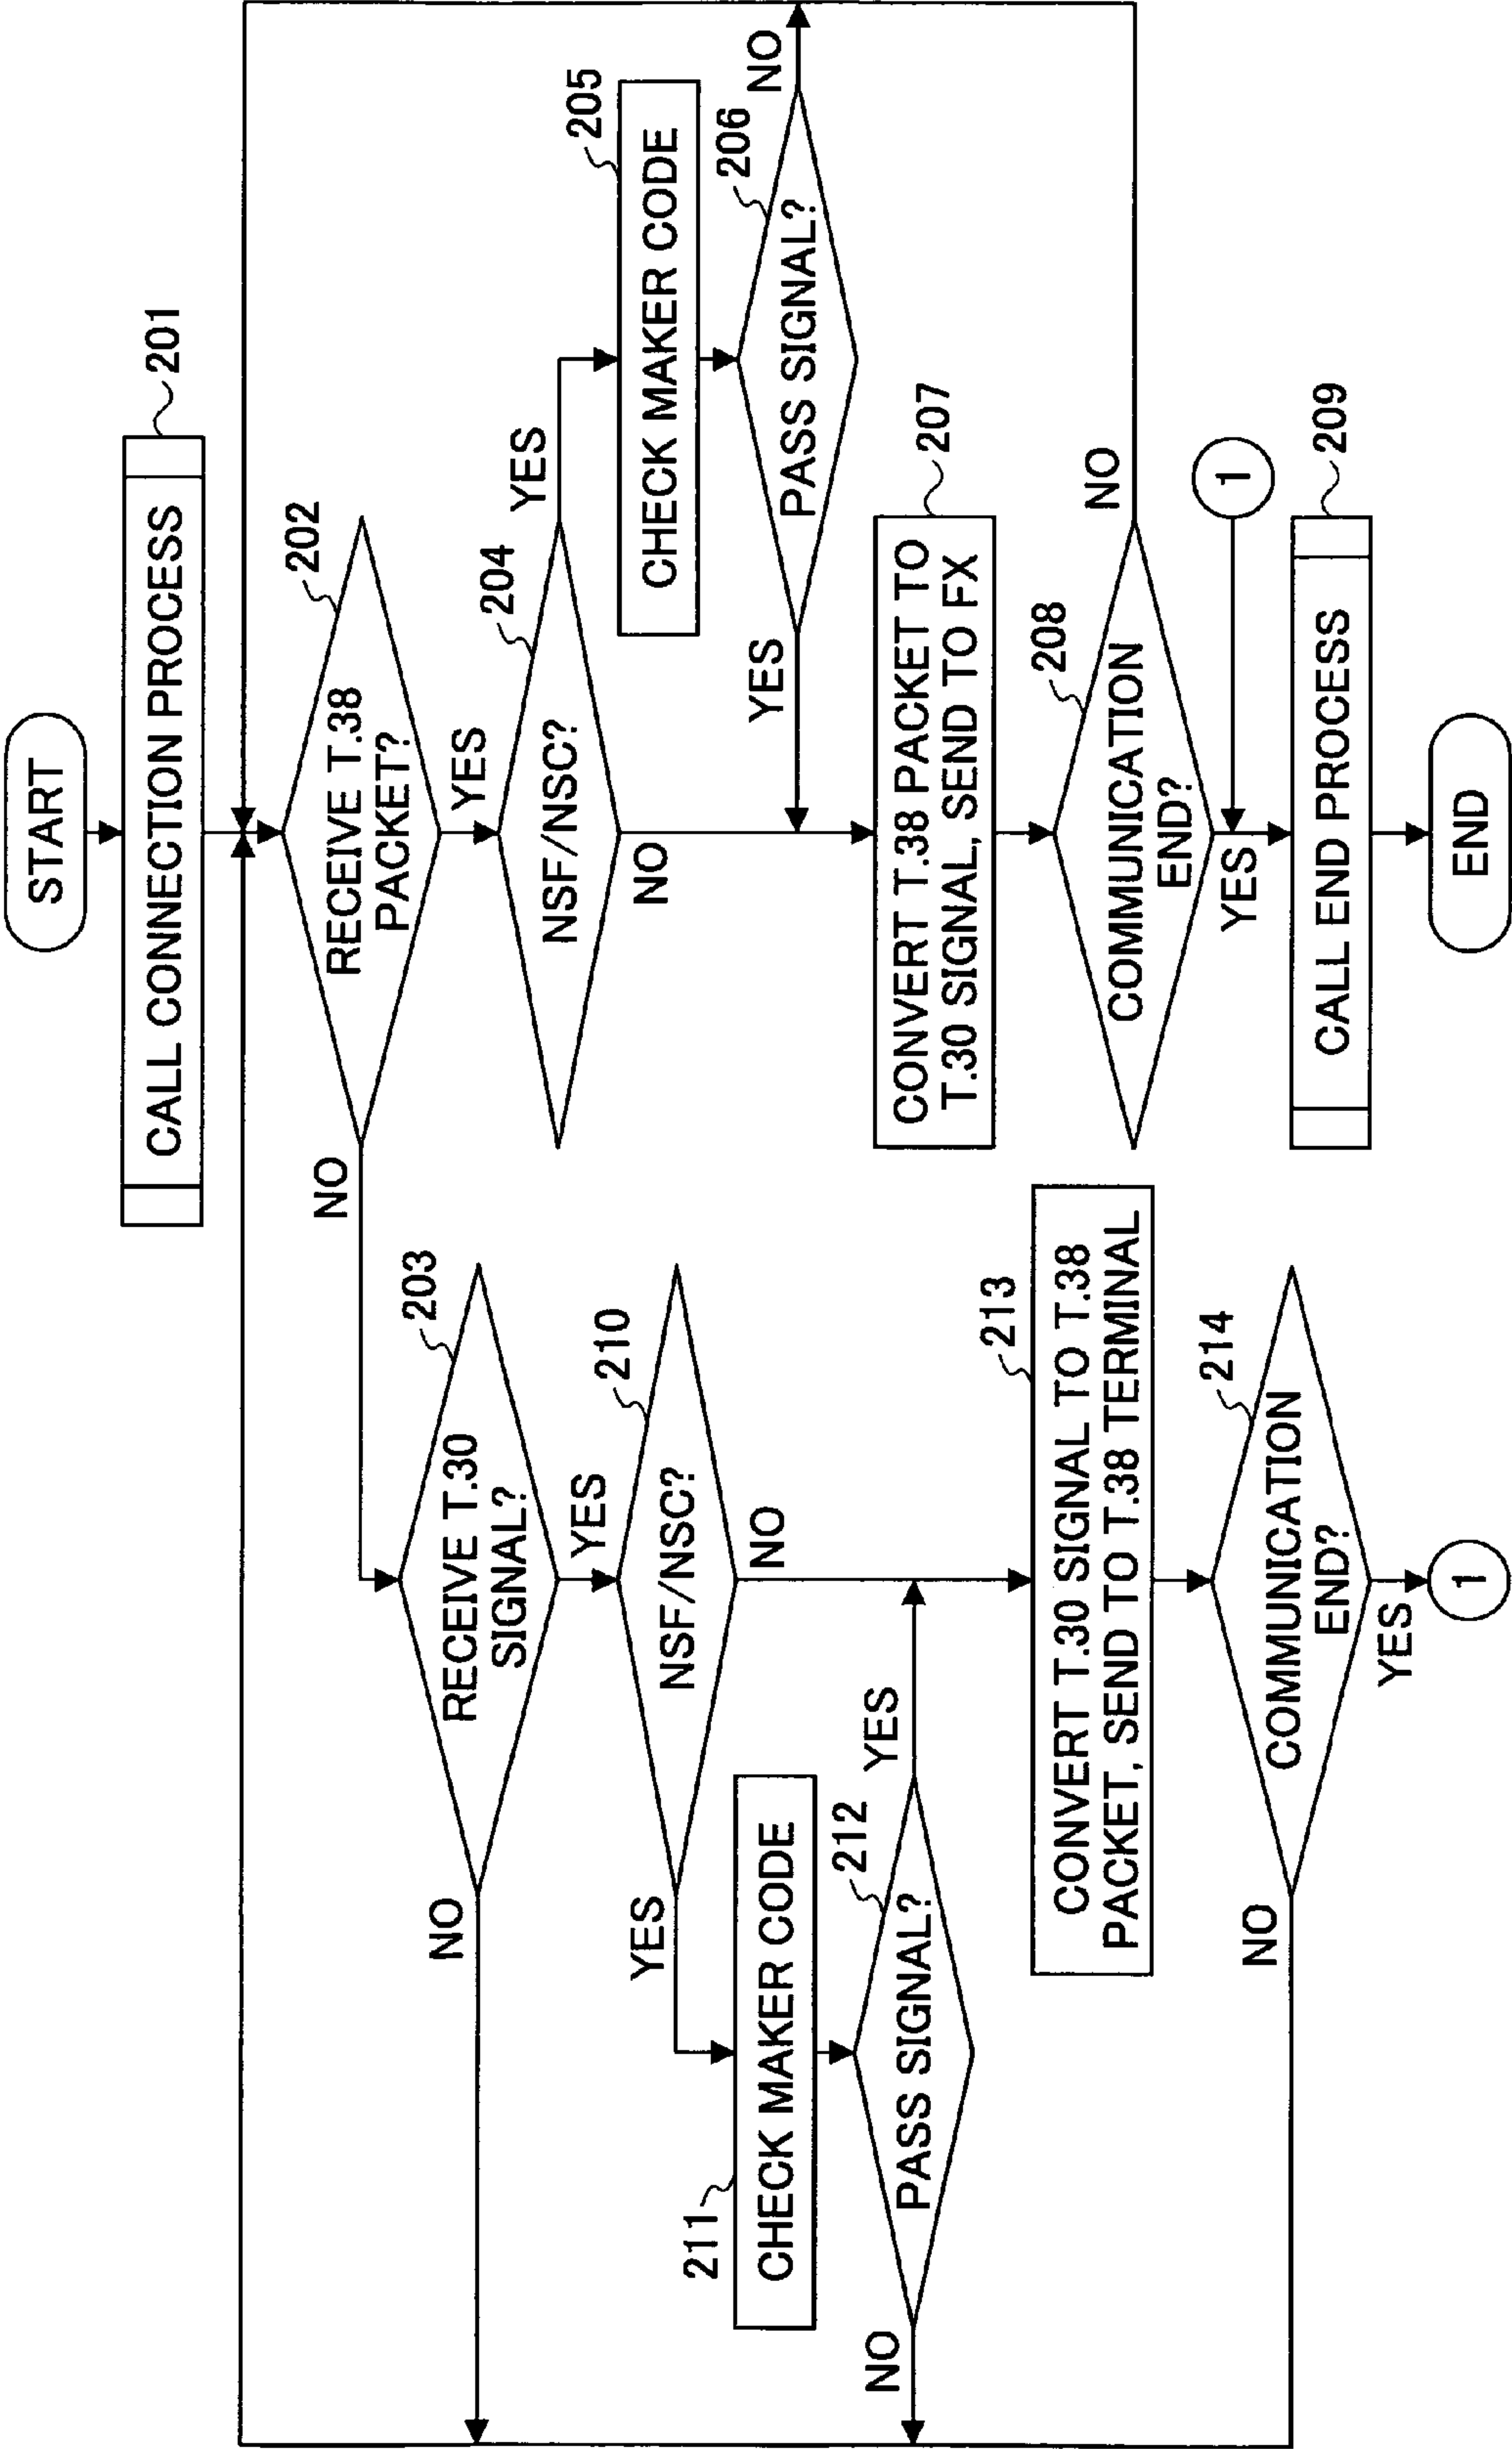 START
201
CALL CONNECTION PROCESS
202
RECEIVE T.38
PACKET?
NO
YES
203
RECEIVE T.30
SIGNAL?
NO
YES
204
NSF/NSC?
YES
NO
205
CHECK MAKER CODE
206
PASS SIGNAL?
NO
YES
207
CONVERT T.38 PACKET TO
T.30 SIGNAL, SEND TO FX
208
COMMUNICATION
END?
NO
YES
1
209
CALL END PROCESS
END
210
NSF/NSC?
YES
NO
211
CHECK MAKER CODE
212
PASS SIGNAL?
YES
NO
213
CONVERT T.30 SIGNAL TO T.38
PACKET, SEND TO T.38 TERMINAL
214
COMMUNICATION
END?
NO
YES
1